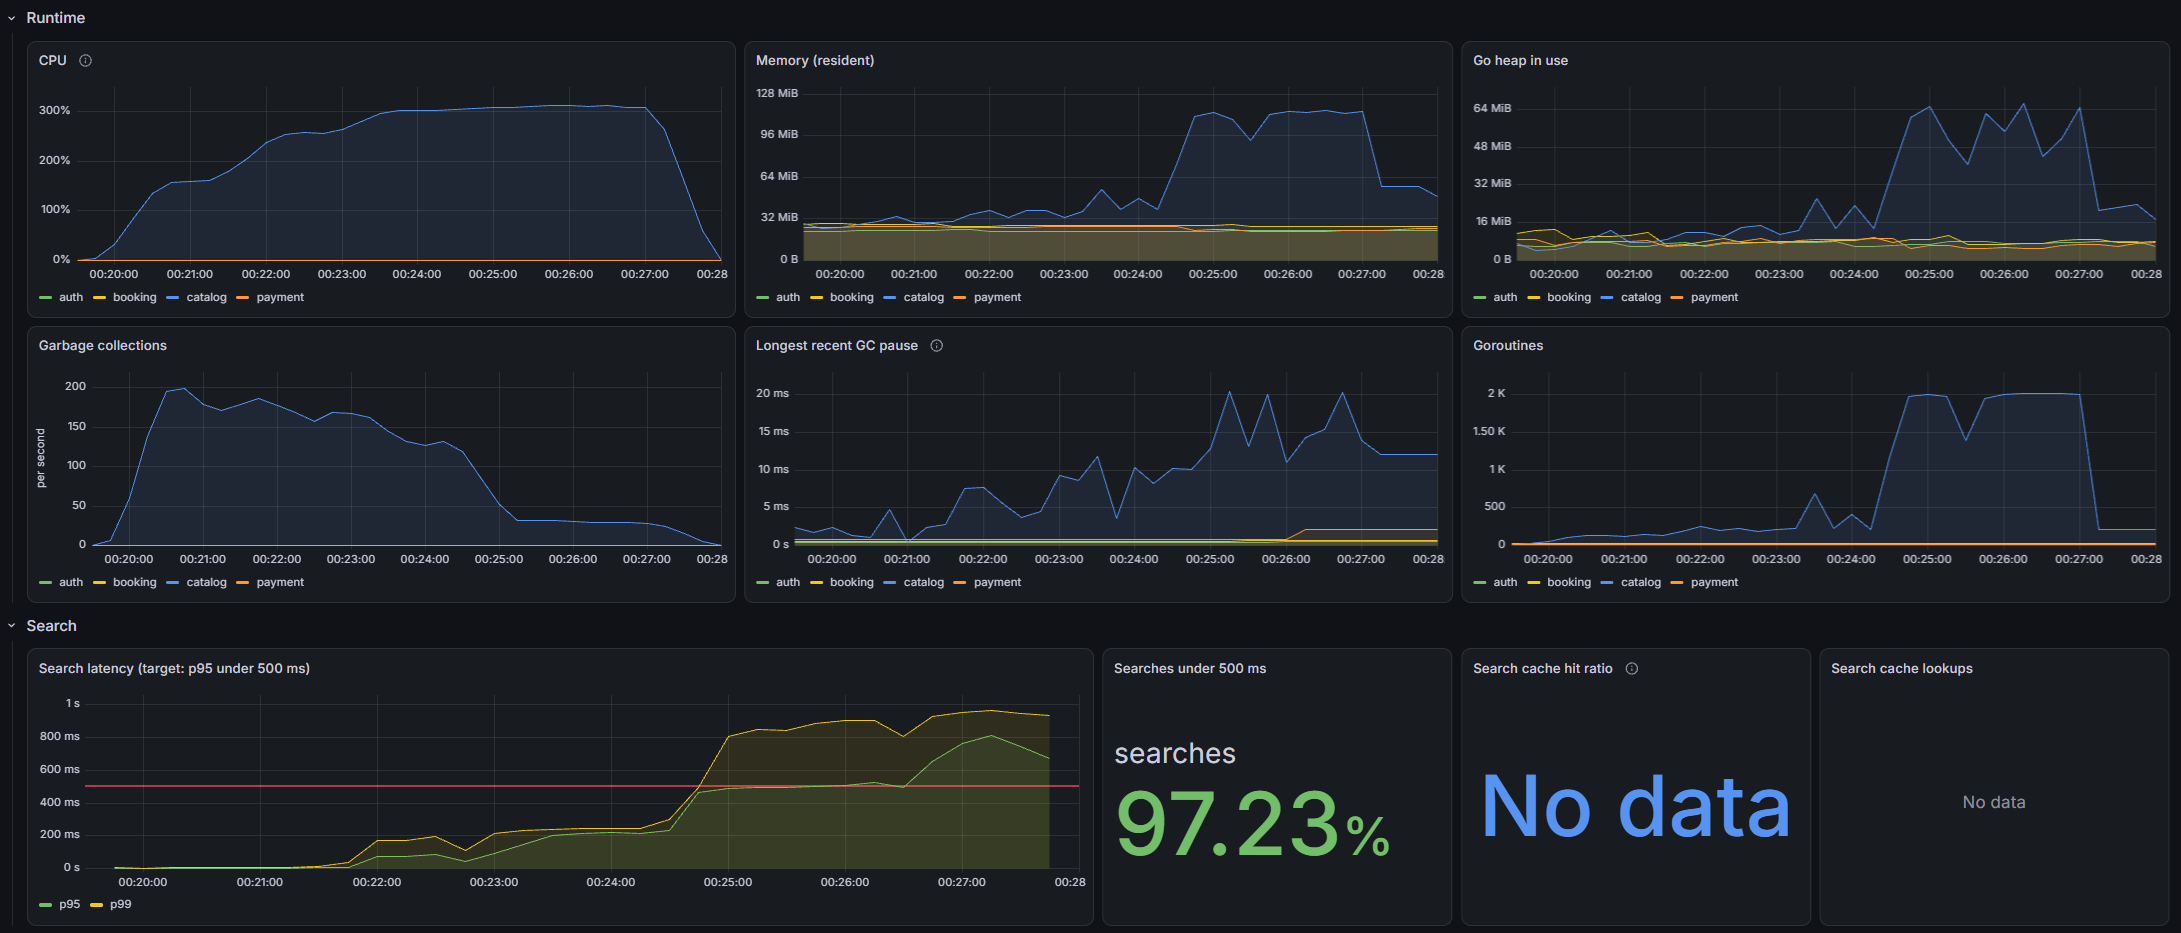 Runtime
CPU
300%
200%
100%
0%
00:20:00 00:21:00 00:22:00 00:23:00 00:24:00 00:25:00 00:26:00 00:27:00 00:28
auth booking catalog payment
Memory (resident)
128 MiB
96 MiB
64 MiB
32 MiB
0 B
00:20:00 00:21:00 00:22:00 00:23:00 00:24:00 00:25:00 00:26:00 00:27:00 00:28
auth booking catalog payment
Go heap in use
64 MiB
48 MiB
32 MiB
16 MiB
0 B
00:20:00 00:21:00 00:22:00 00:23:00 00:24:00 00:25:00 00:26:00 00:27:00 00:28
auth booking catalog payment
Garbage collections
per second
200
150
100
50
0
00:20:00 00:21:00 00:22:00 00:23:00 00:24:00 00:25:00 00:26:00 00:27:00 00:28
auth booking catalog payment
Longest recent GC pause
20 ms
15 ms
10 ms
5 ms
0 s
00:20:00 00:21:00 00:22:00 00:23:00 00:24:00 00:25:00 00:26:00 00:27:00 00:28
auth booking catalog payment
Goroutines
2 K
1.50 K
1 K
500
0
00:20:00 00:21:00 00:22:00 00:23:00 00:24:00 00:25:00 00:26:00 00:27:00 00:28
auth booking catalog payment
Search
Search latency (target: p95 under 500 ms)
1 s
800 ms
600 ms
400 ms
200 ms
0 s
00:20:00 00:21:00 00:22:00 00:23:00 00:24:00 00:25:00 00:26:00 00:27:00 00:28
p95 p99
Searches under 500 ms
searches
97.23%
Search cache hit ratio
No data
Search cache lookups
No data